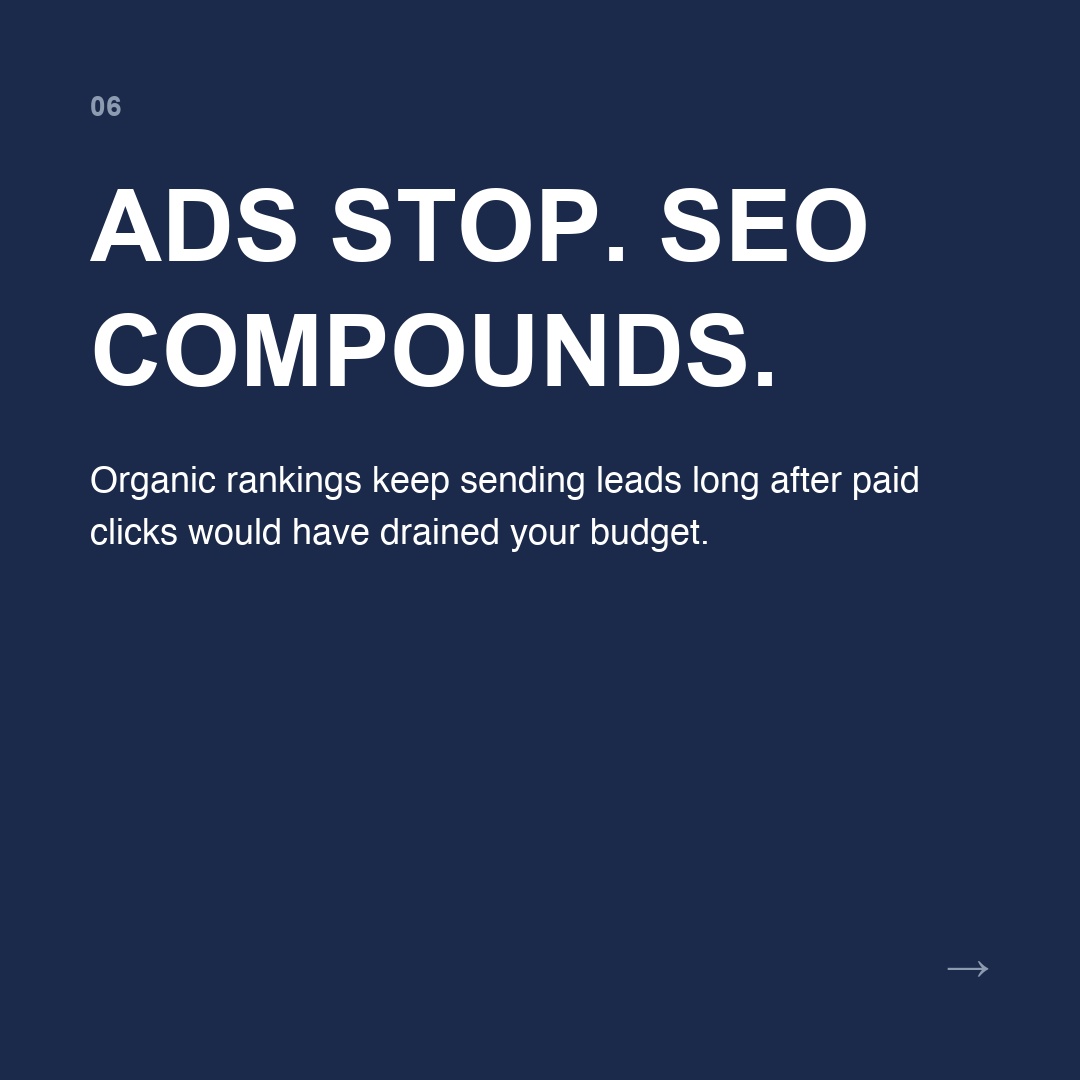 06
ADS STOP. SEO
COMPOUNDS.
Organic rankings keep sending leads long after paid
clicks would have drained your budget.
→